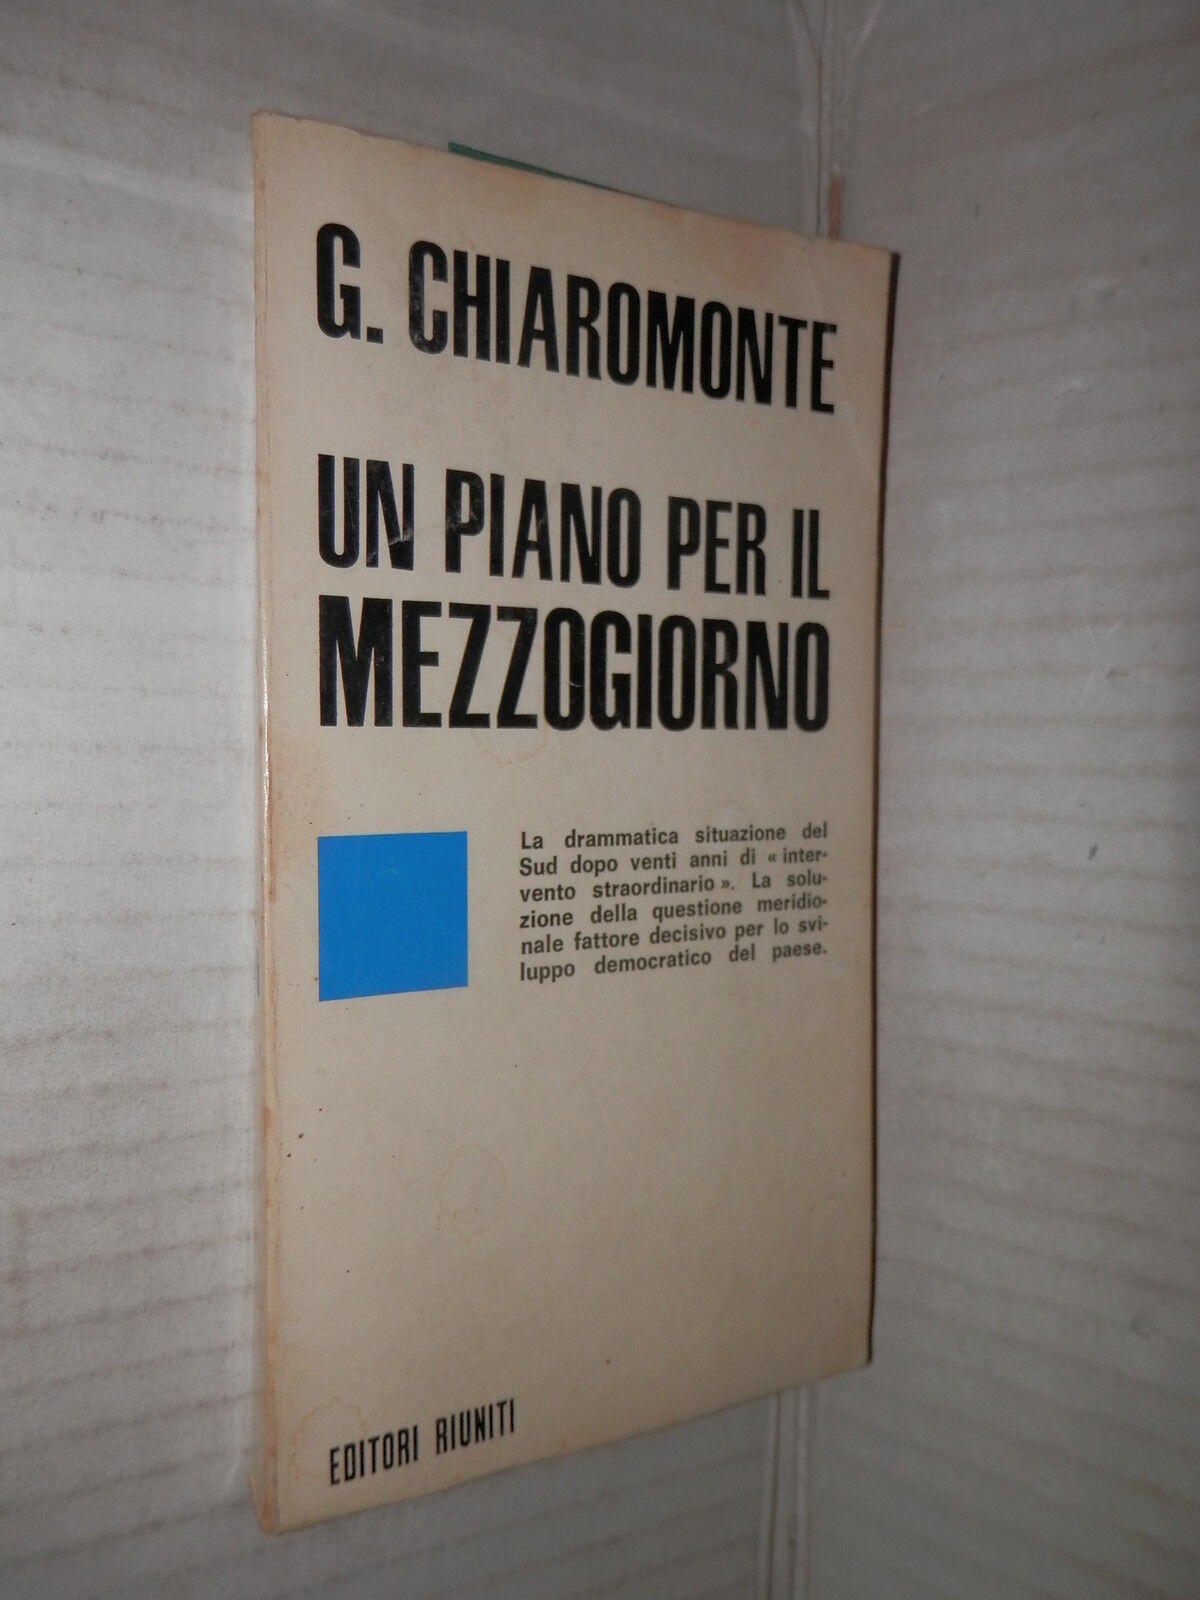 G. CHIAROMONTE
UN PIANO PER IL
MEZZOGIORNO
La drammatica situazione del
Sud dopo venti anni di « inter-
vento straordinario ». La solu-
zione della questione meridio-
nale fattore decisivo per lo svi-
luppo democratico del paese.
EDITORI RIUNITI